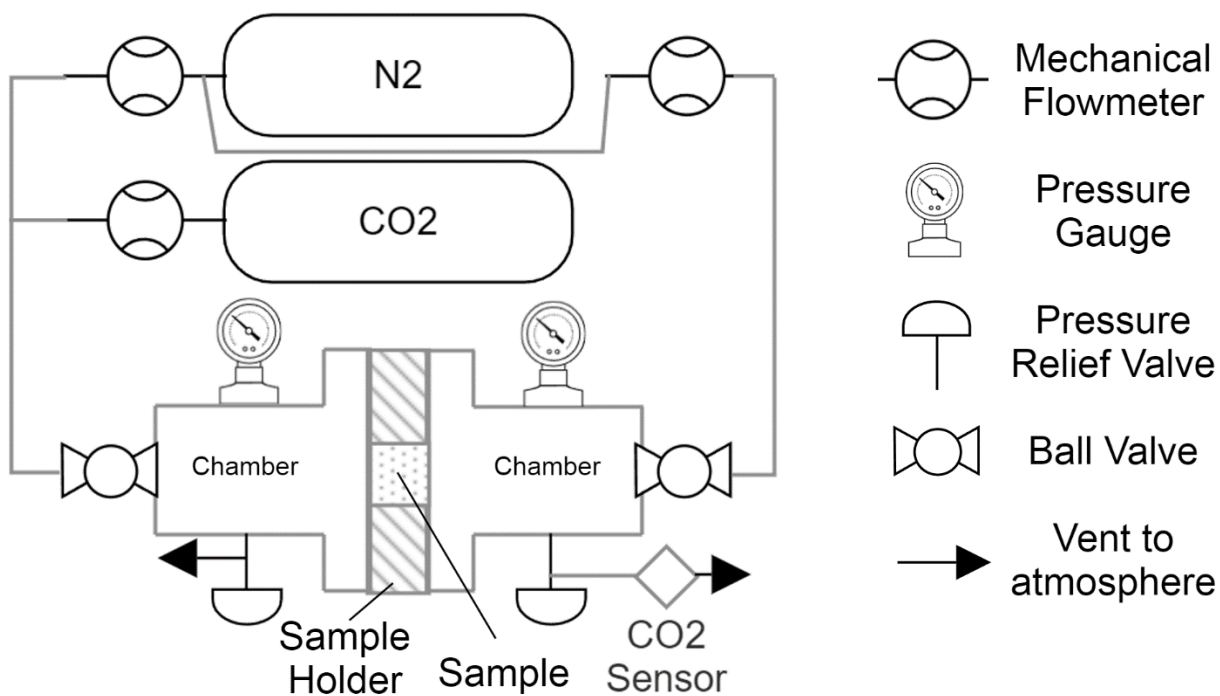 N2
CO2
Chamber
Chamber
Sample
Holder
Sample
CO2
Sensor
Mechanical
Flowmeter
Pressure
Gauge
Pressure
Relief Valve
Ball Valve
Vent to
atmosphere